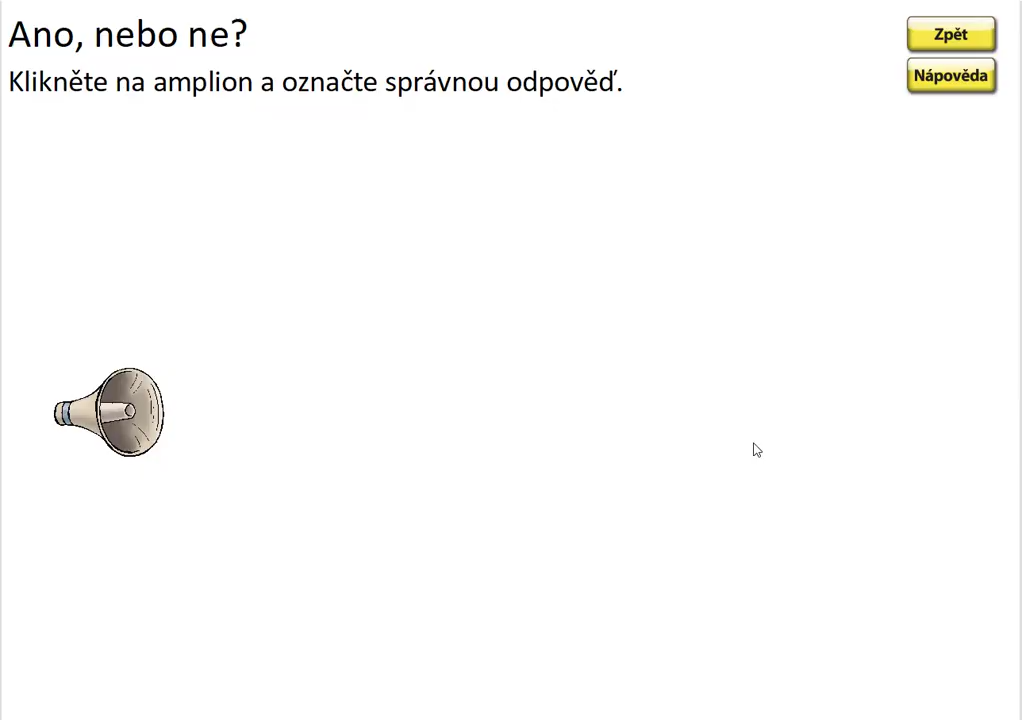 Ano, nebo ne?
Klikněte na amplion a označte správnou odpověď.
Zpět
Nápověda